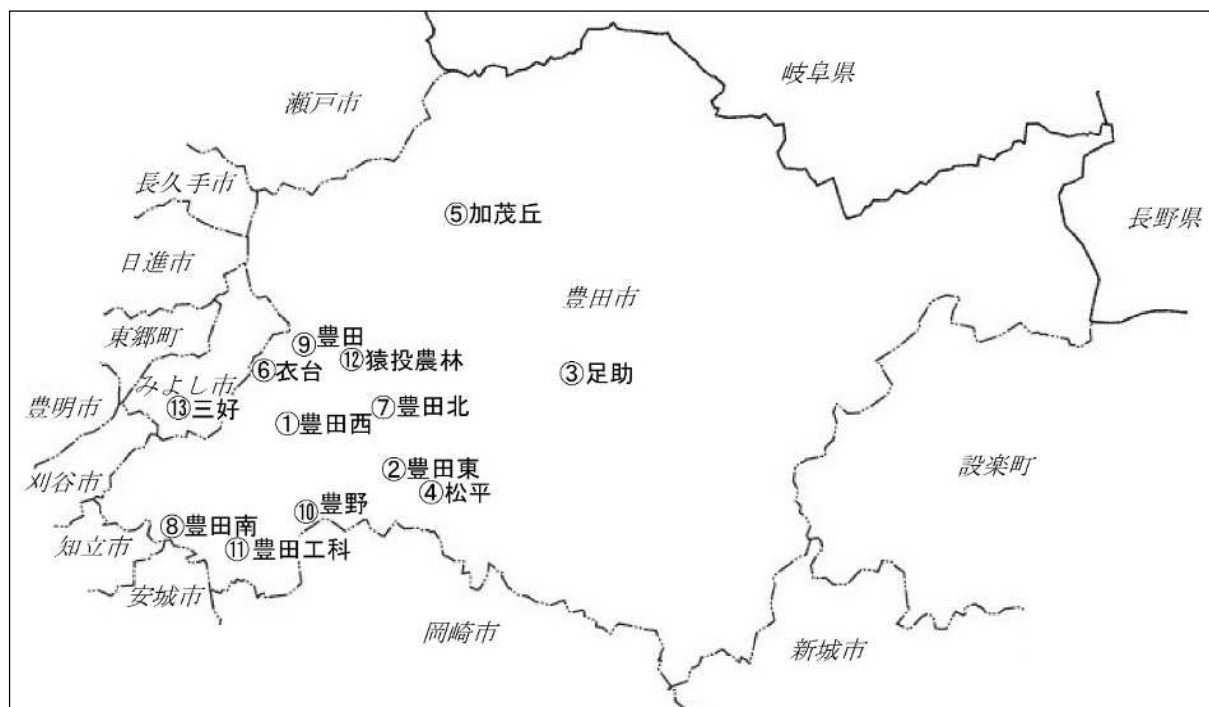 岐阜県
瀬戸市
長久手市
⑤加茂丘
長野県
日進市
豊田市
東郷町
⑨豊田
⑫猿投農林
⑥衣台
③足助
みよし市
⑬三好
⑦豊田北
豊明市
①豊田西
②豊田東
設楽町
刈谷市
④松平
⑩豊野
⑧豊田南
知立市
⑪豊田工科
安城市
岡崎市
新城市